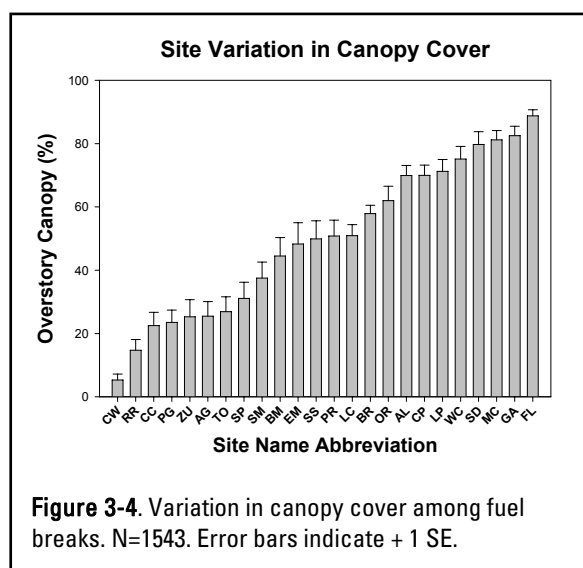 Site Variation in Canopy Cover
Overstory Canopy (%)
100
80
60
40
20
0
CW RR CC PG ZU AG TO SP SM BM EM SS PR LC BR OR AL CP LP WC SD MC GA FL
Site Name Abbreviation
Figure 3-4. Variation in canopy cover among fuel
breaks. N=1543. Error bars indicate + 1 SE.